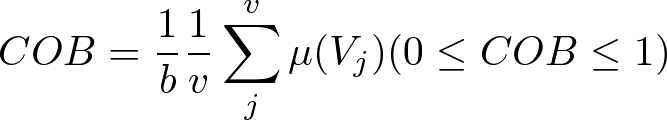 $COB = \frac{1}{b} \frac{1}{v} \sum_{j}^{v} \mu(V_j)(0 \leq COB \leq 1)$